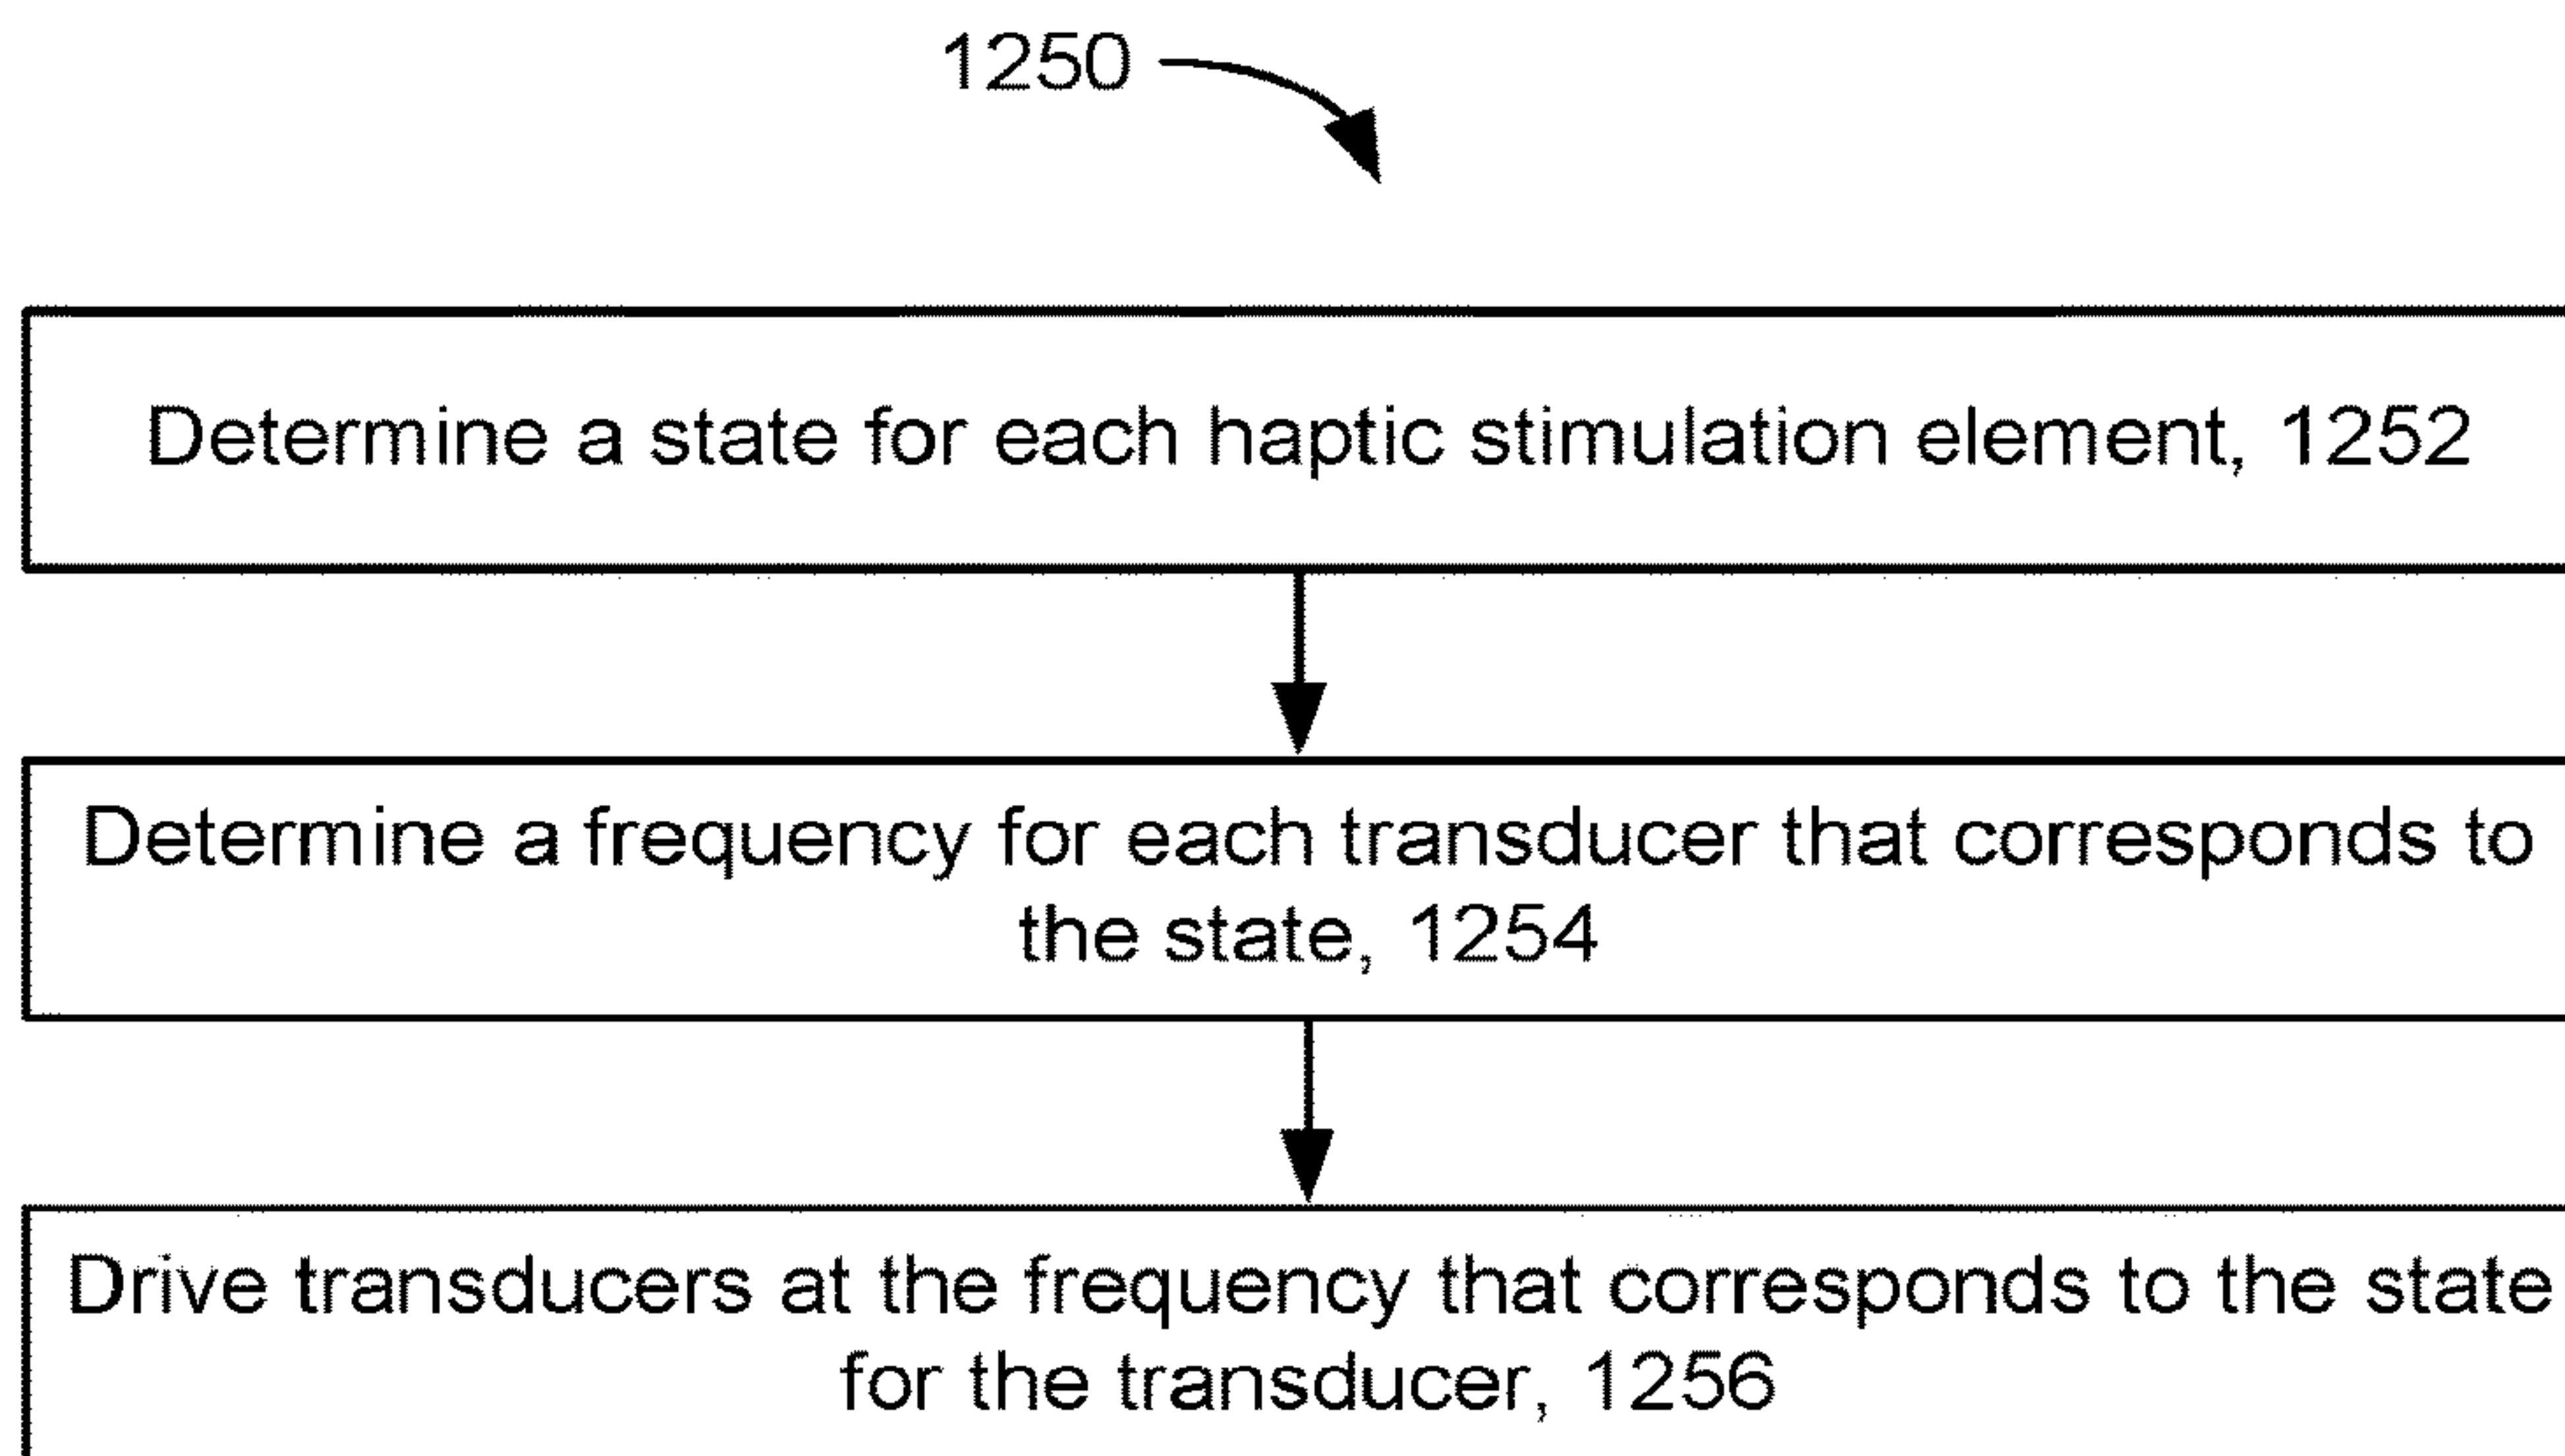 1250
Determine a state for each haptic stimulation element, 1252
Determine a frequency for each transducer that corresponds to
the state, 1254
Drive transducers at the frequency that corresponds to the state
for the transducer, 1256